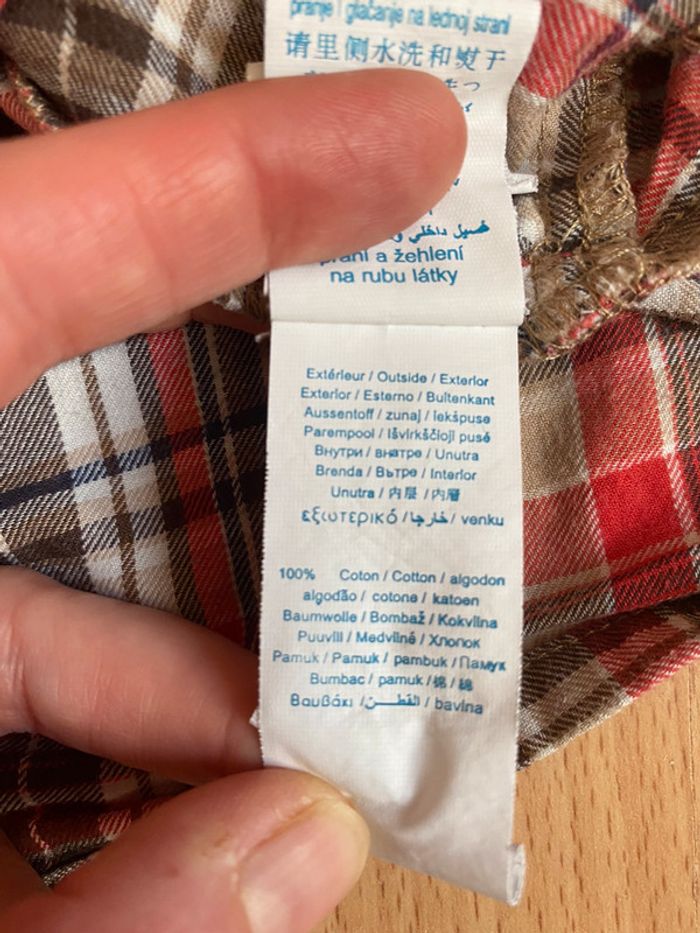 pranje i glačanje na lednoj strani
请里侧水洗和熨于
غسيل داخلي و
praní a žehlení
na rubu látky
Extérieur / Outside / Exterior
Exterior / Esterno / Buitenkant
Aussentoff / zunaj / Iekšpuse
Parempool / Išvirkščioji pusė
Внутри / внатре / Unutra
Brenda / Вътре / Interior
Unutra / 内层 / 内層
εξωτερικό / خارجا / venku
100% Coton / Cotton / algodon
algodão / cotone / katoen
Baumwolle / Bombaž / Kokvilna
Puuvill / Medvilnė / Хлопок
Pamuk / Pamuk / pambuk / Памук
Bumbac / pamuk / 棉 / 綿
Βαμβάκι / القطن / bavlna